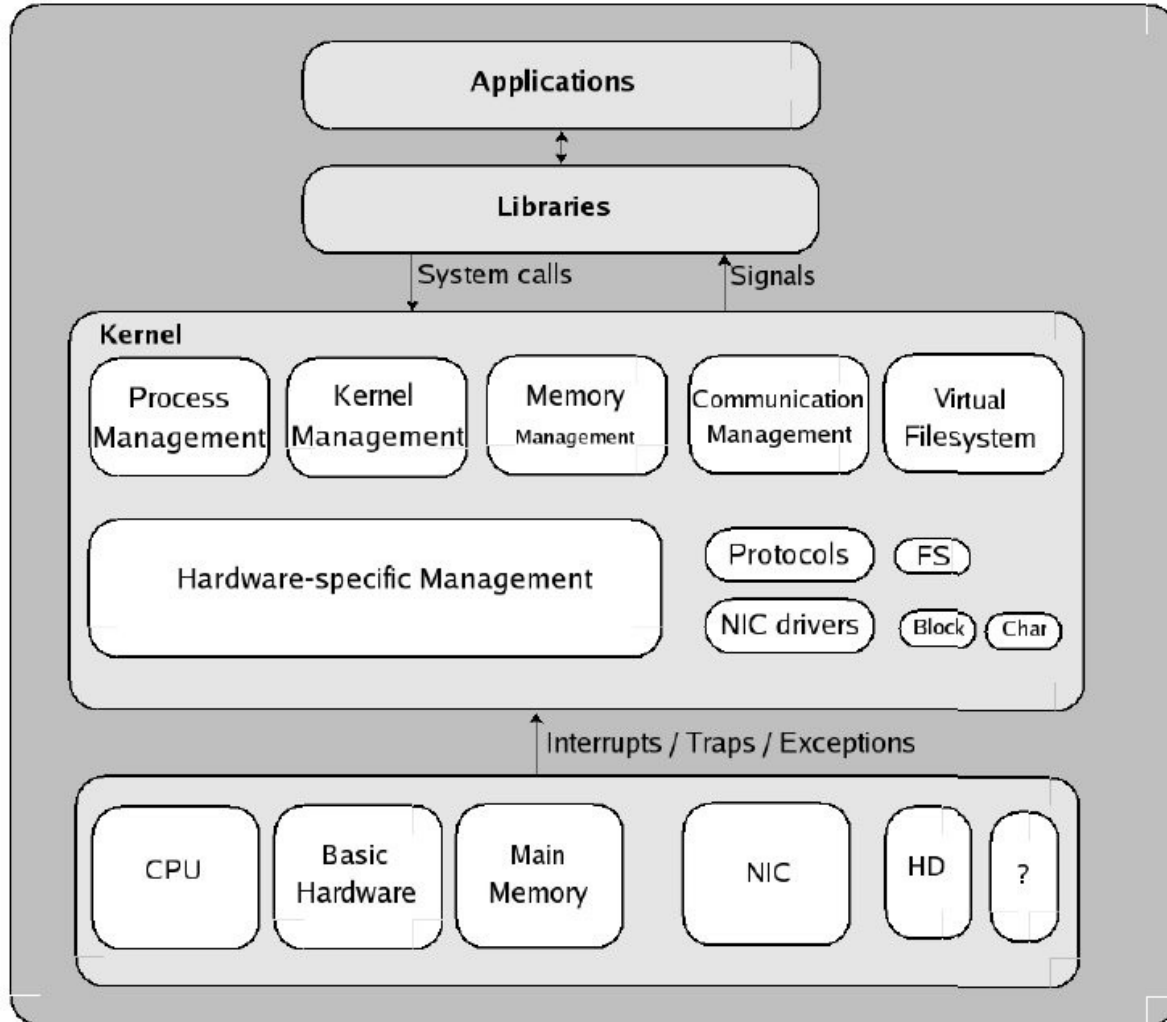 Applications
Libraries
System calls
Signals
Kernel
Process
Management
Kernel
Management
Memory
Management
Communication
Management
Virtual
Filesystem
Hardware-specific Management
Protocols
FS
NIC drivers
Block
Char
Interrupts / Traps / Exceptions
CPU
Basic
Hardware
Main
Memory
NIC
HD
?